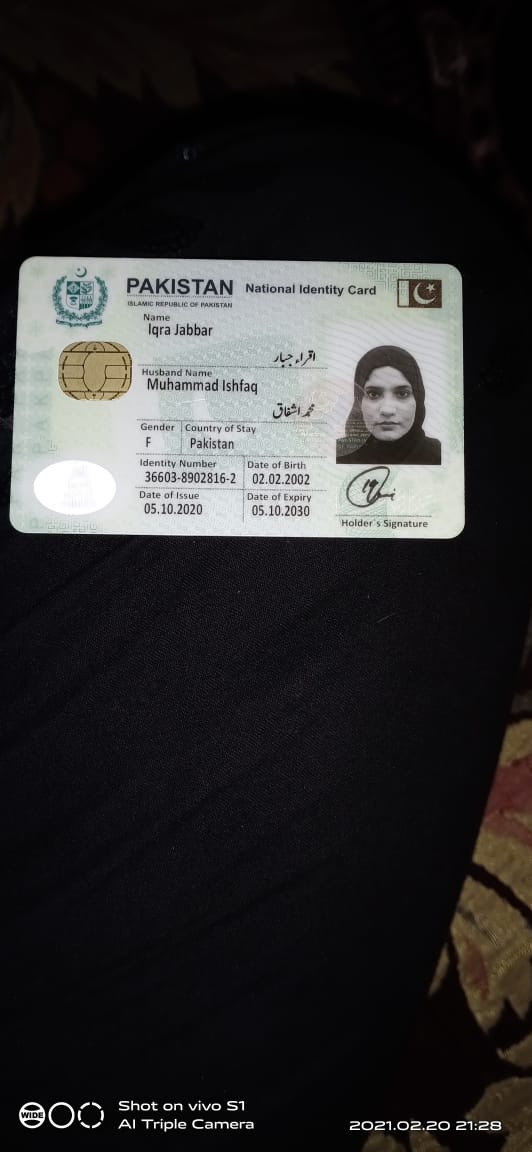 PAKISTAN National Identity Card
ISLAMIC REPUBLIC OF PAKISTAN
Name
Iqra Jabbar
اقراء جبار
Husband Name
Muhammad Ishfaq
محمد اشفاق
Gender Country of Stay
F Pakistan
Identity Number Date of Birth
36603-8902816-2 02.02.2002
Date of Issue Date of Expiry
05.10.2020 05.10.2030
Holder's Signature
WIDE
Shot on vivo S1
AI Triple Camera
2021.02.20 21:28